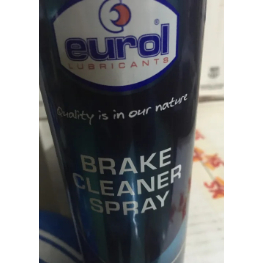 eurol
LUBRICANTS
Quality is in our nature
BRAKE
CLEANER
SPRAY